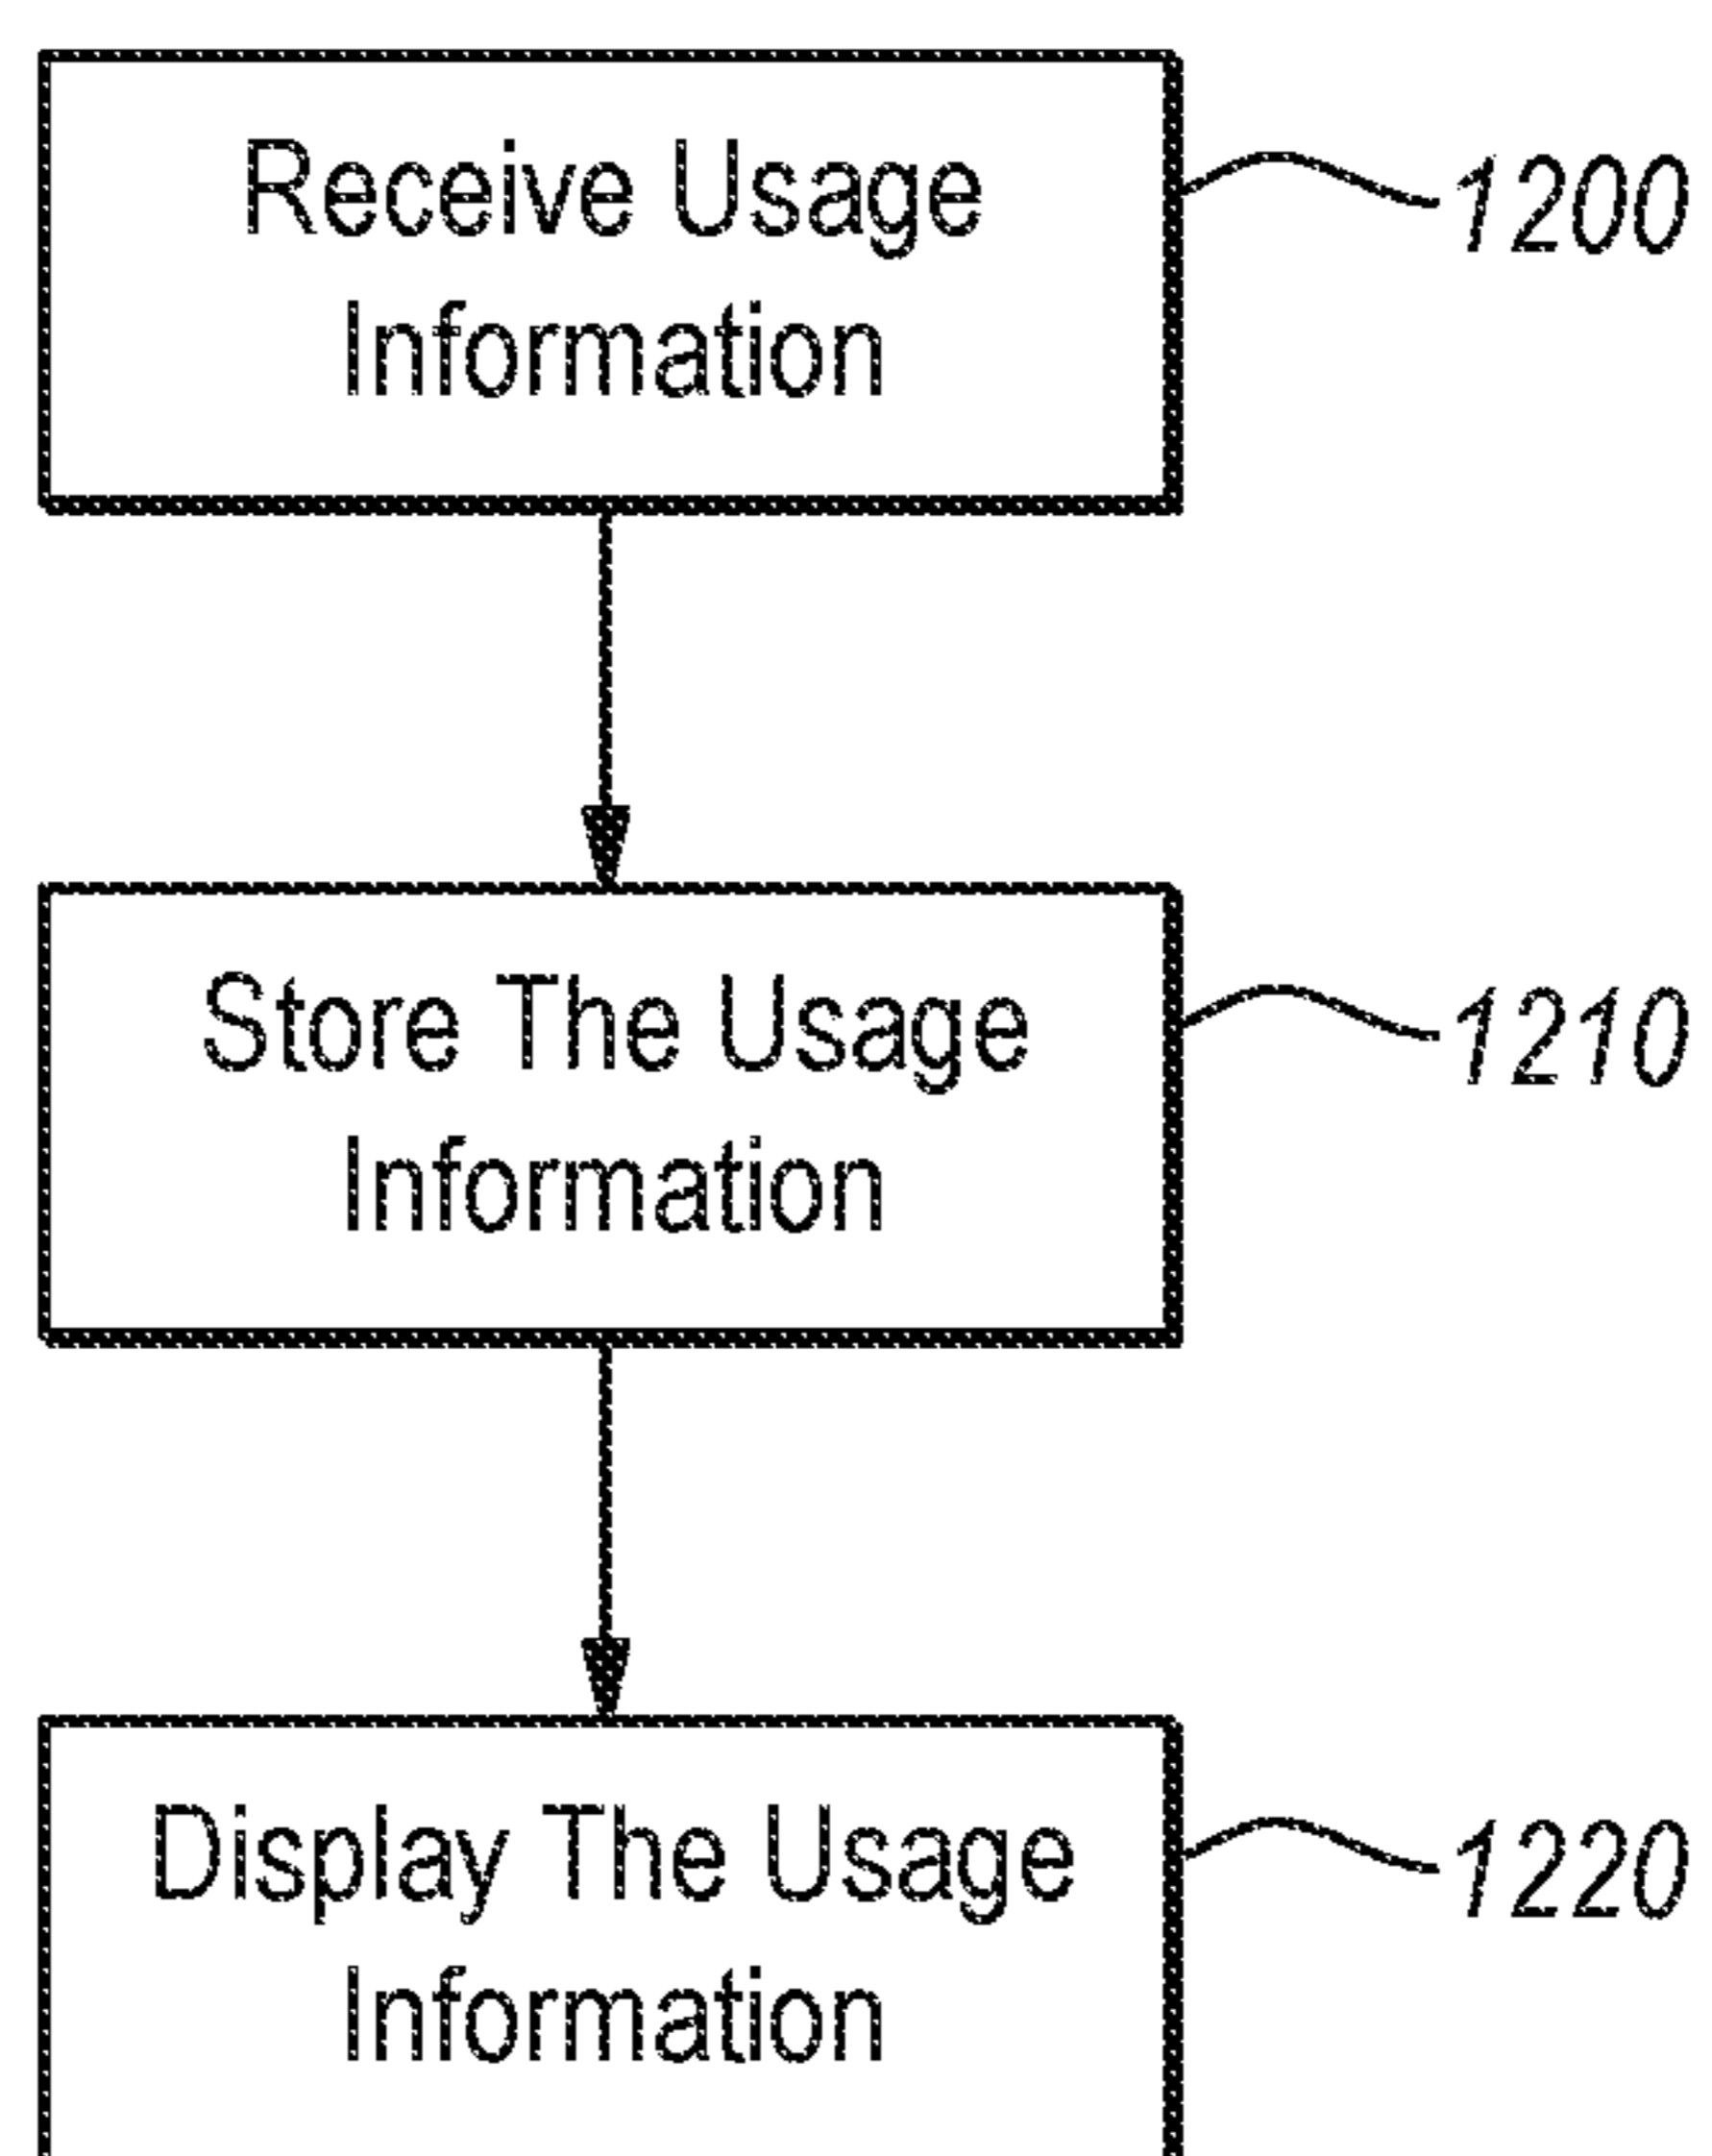 Receive Usage
Information
1200
Store The Usage
Information
1210
Display The Usage
Information
1220